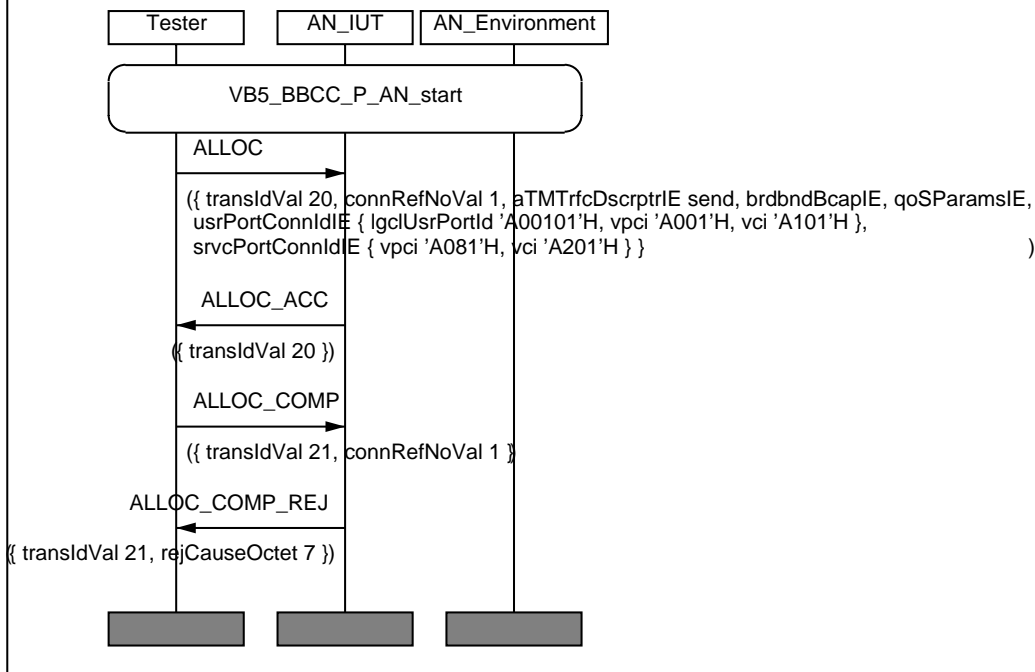 Tester AN_IUT AN_Environment
VB5_BBCC_P_AN_start
ALLOC
({ transIdVal 20, connRefNoVal 1, aTMTrfcDscrptrIE send, brdbndBcapIE, qoSParamsIE,
usrPortConnIdIE { lgclUsrPortId 'A00101'H, vpci 'A001'H, vci 'A101'H },
srvcPortConnIdIE { vpci 'A081'H, vci 'A201'H } } )
ALLOC_ACC
({ transIdVal 20 })
ALLOC_COMP
({ transIdVal 21, connRefNoVal 1 }
ALLOC_COMP_REJ
({ transIdVal 21, rejCauseOctet 7 })